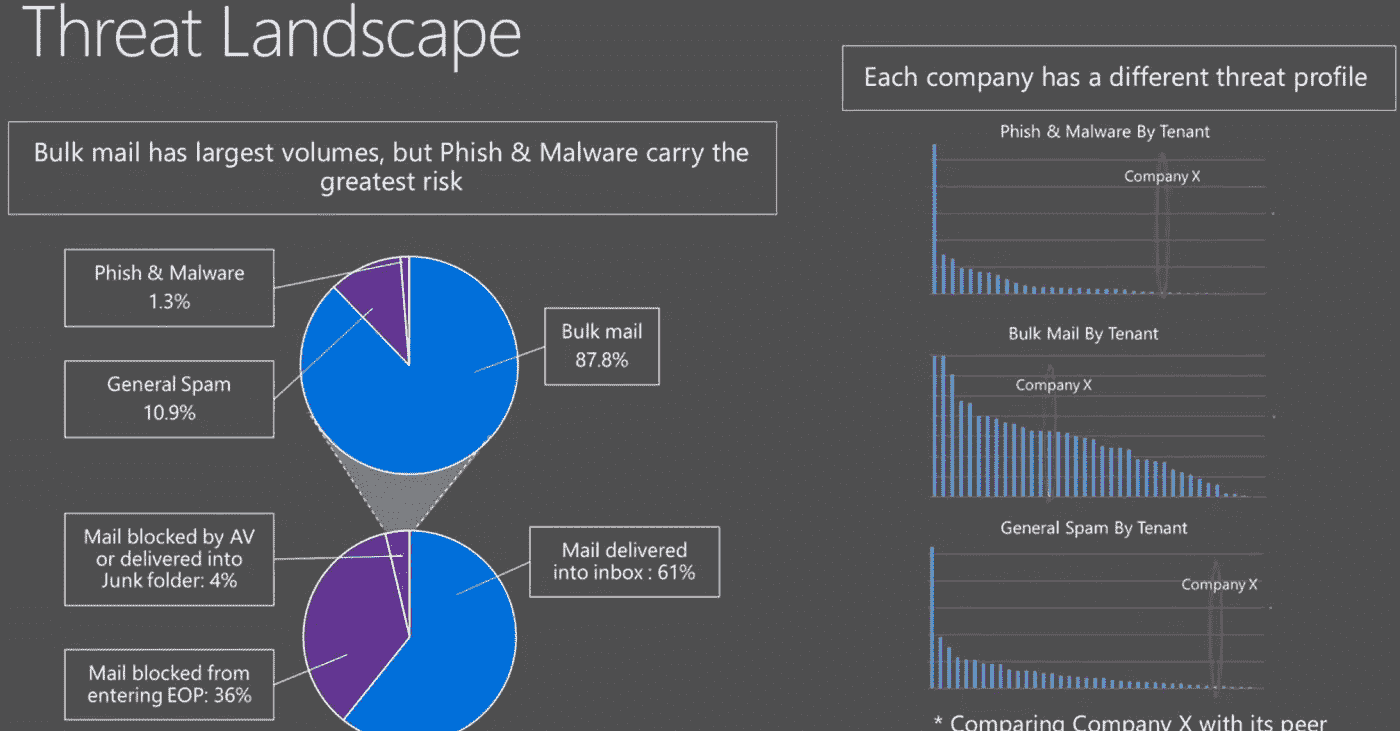 Threat Landscape
Bulk mail has largest volumes, but Phish & Malware carry the
greatest risk
Phish & Malware
1.3%
General Spam
10.9%
Bulk mail
87.8%
Mail blocked by AV
or delivered into
Junk folder: 4%
Mail delivered
into inbox : 61%
Mail blocked from
entering EOP: 36%
Each company has a different threat profile
Phish & Malware By Tenant
Company X
Bulk Mail By Tenant
Company X
General Spam By Tenant
Company X
* Comparing Company X with its peer